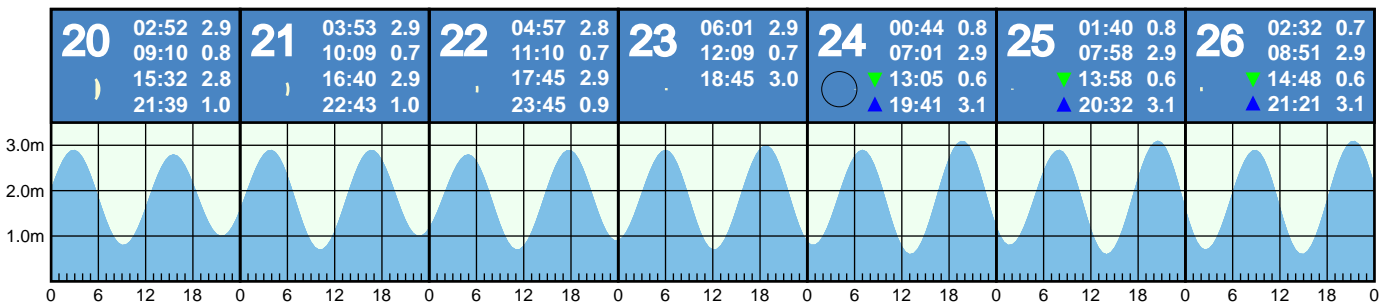 20
02:52 2.9
09:10 0.8
15:32 2.8
21:39 1.0
21
03:53 2.9
10:09 0.7
16:40 2.9
22:43 1.0
22
04:57 2.8
11:10 0.7
17:45 2.9
23:45 0.9
23
06:01 2.9
12:09 0.7
18:45 3.0
24
00:44 0.8
07:01 2.9
▼ 13:05 0.6
▲ 19:41 3.1
25
01:40 0.8
07:58 2.9
▼ 13:58 0.6
▲ 20:32 3.1
26
02:32 0.7
08:51 2.9
▼ 14:48 0.6
▲ 21:21 3.1
3.0m
2.0m
1.0m
0 6 12 18 0 6 12 18 0 6 12 18 0 6 12 18 0 6 12 18 0 6 12 18 0 6 12 18 0